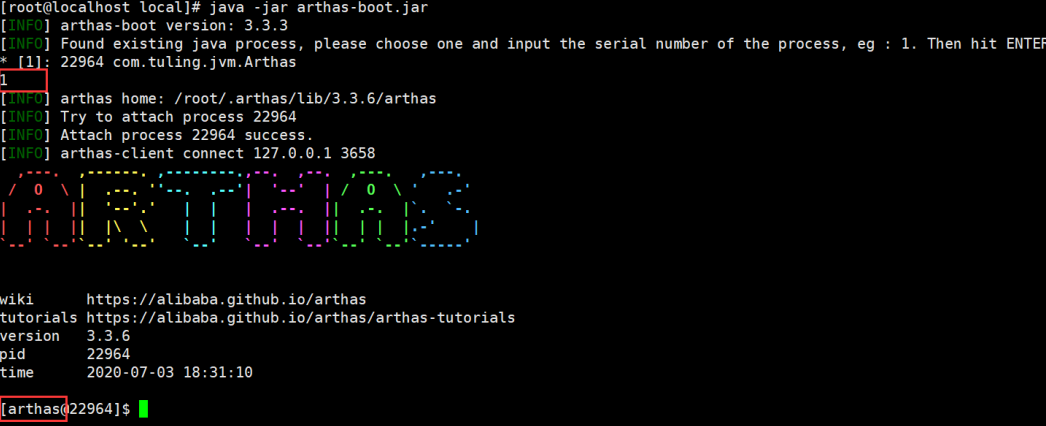 [root@localhost local]# java -jar arthas-boot.jar
[INFO] arthas-boot version: 3.3.3
[INFO] Found existing java process, please choose one and input the serial number of the process, eg : 1. Then hit ENTER
* [1]: 22964 com.tuling.jvm.Arthas
1
[INFO] arthas home: /root/.arthas/lib/3.3.6/arthas
[INFO] Try to attach process 22964
[INFO] Attach process 22964 success.
[INFO] arthas-client connect 127.0.0.1 3658
ARTHAS
wiki https://alibaba.github.io/arthas
tutorials https://alibaba.github.io/arthas/arthas-tutorials
version 3.3.6
pid 22964
time 2020-07-03 18:31:10
[arthas@22964]$